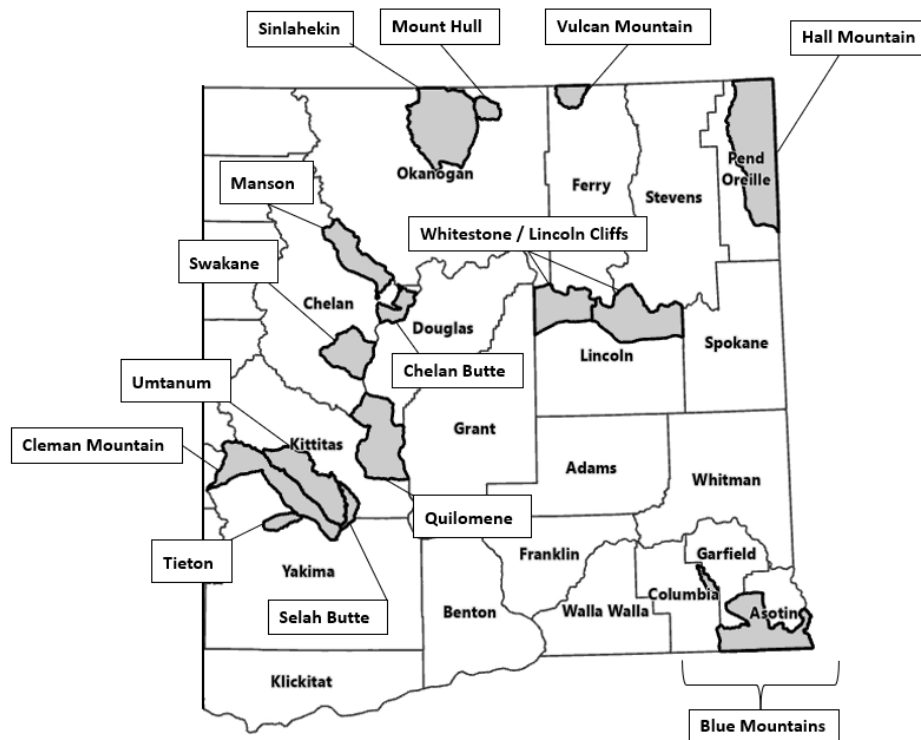 Sinlahekin
Mount Hull
Vulcan Mountain
Hall Mountain
Pend
Oreille
Okanogan
Ferry
Stevens
Manson
Whitestone / Lincoln Cliffs
Swakane
Chelan
Douglas
Spokane
Lincoln
Chelan Butte
Umtanum
Grant
Cleman Mountain
Kittitas
Adams
Whitman
Quilomene
Tieton
Yakima
Franklin
Garfield
Columbia
Asotin
Selah Butte
Benton
Walla Walla
Klickitat
Blue Mountains